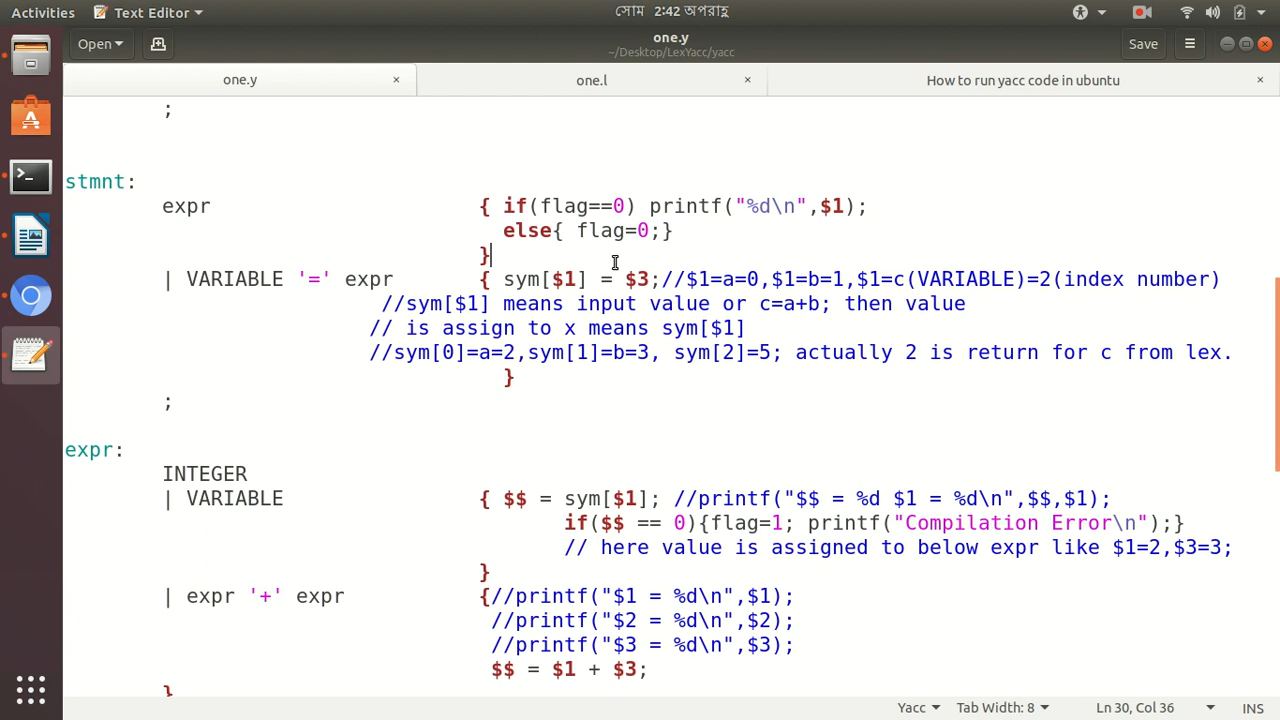 Activities Text Editor সোম 2:42 অপরাহ্ণ
Open one.y Save
~/Desktop/LexYacc/yacc
one.y × one.l × How to run yacc code in ubuntu ×
;
stmnt:
expr { if(flag==0) printf("%d\n",$1);
else{ flag=0;}
}
| VARIABLE '=' expr { sym[$1] = $3;//$1=a=0,$1=b=1,$1=c(VARIABLE)=2(index number)
//sym[$1] means input value or c=a+b; then value
// is assign to x means sym[$1]
//sym[0]=a=2,sym[1]=b=3, sym[2]=5; actually 2 is return for c from lex.
}
;
expr:
INTEGER
| VARIABLE { $$ = sym[$1]; //printf("$$ = %d $1 = %d\n",$$,$1);
if($$ == 0){flag=1; printf("Compilation Error\n");}
// here value is assigned to below expr like $1=2,$3=3;
}
| expr '+' expr {//printf("$1 = %d\n",$1);
//printf("$2 = %d\n",$2);
//printf("$3 = %d\n",$3);
$$ = $1 + $3;
}
Yacc Tab Width: 8 Ln 30, Col 36 INS